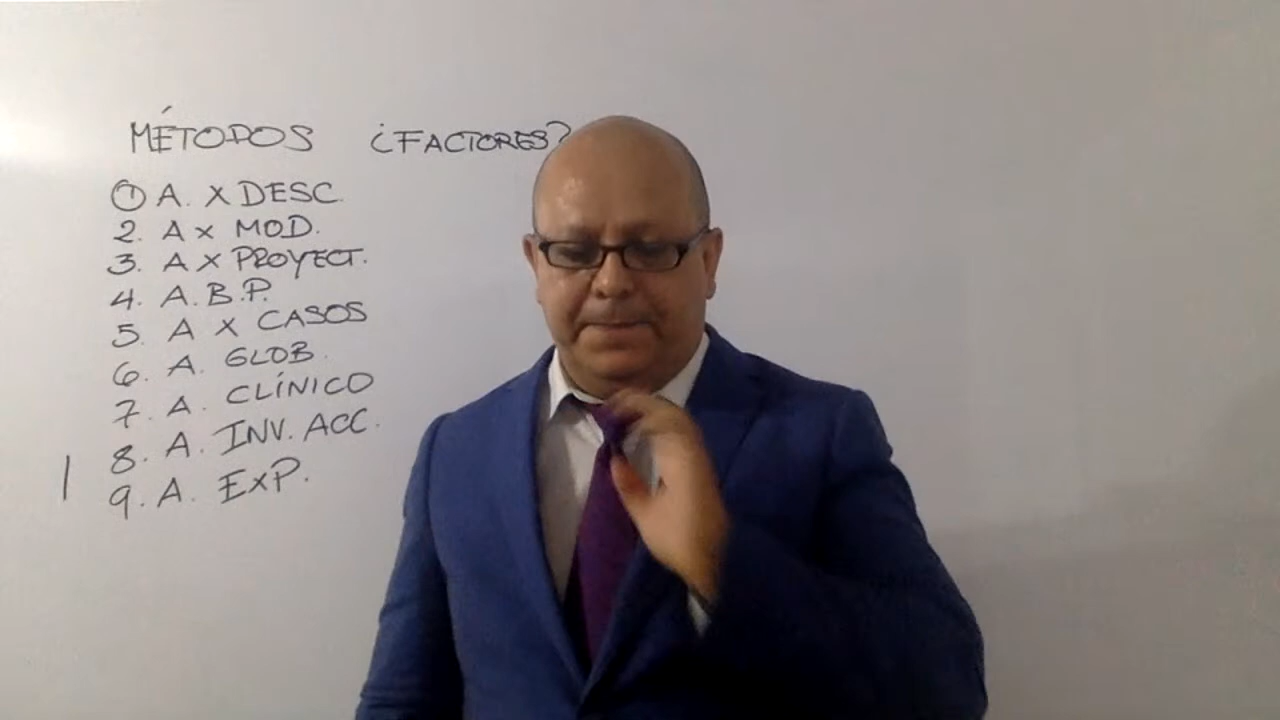 MÉTODOS ¿FACTORES?
1 A. X DESC.
2. A X MOD.
3. A X PROYECT.
4. A.B.P.
5. A X CASOS
6. A. GLOB.
7. A. CLÍNICO
8. A. INV. ACC.
9. A. EXP.